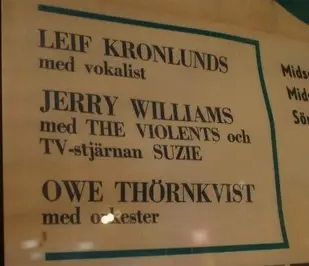 LEIF KRONLUNDS
med vokalist
JERRY WILLIAMS
med THE VIOLENTS och
TV-stjärnan SUZIE
OWE THÖRNKVIST
med orkester